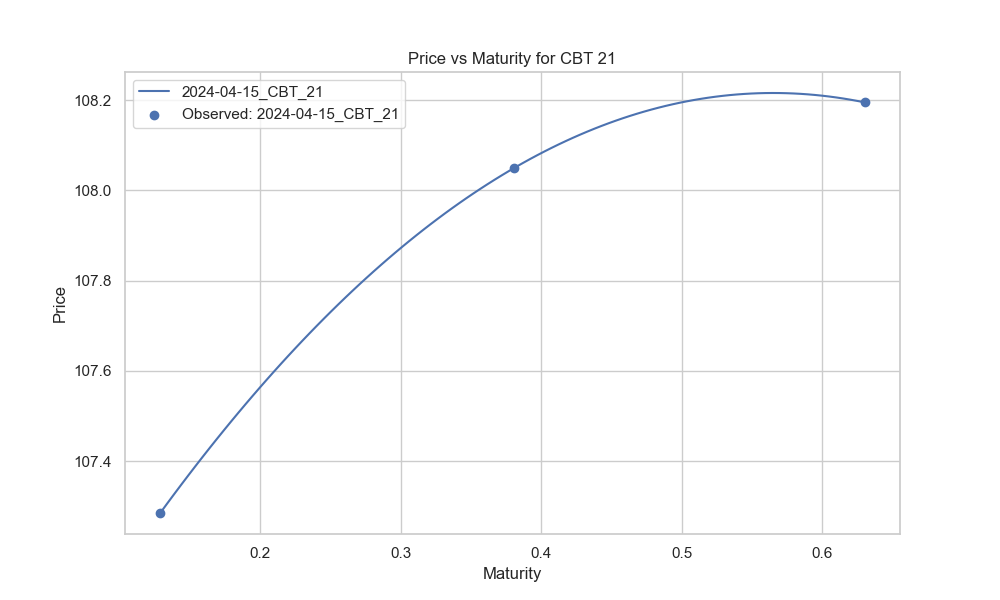 Price vs Maturity for CBT 21
2024-04-15_CBT_21
Observed: 2024-04-15_CBT_21
108.2
108.0
107.8
107.6
107.4
Price
0.2 0.3 0.4 0.5 0.6
Maturity